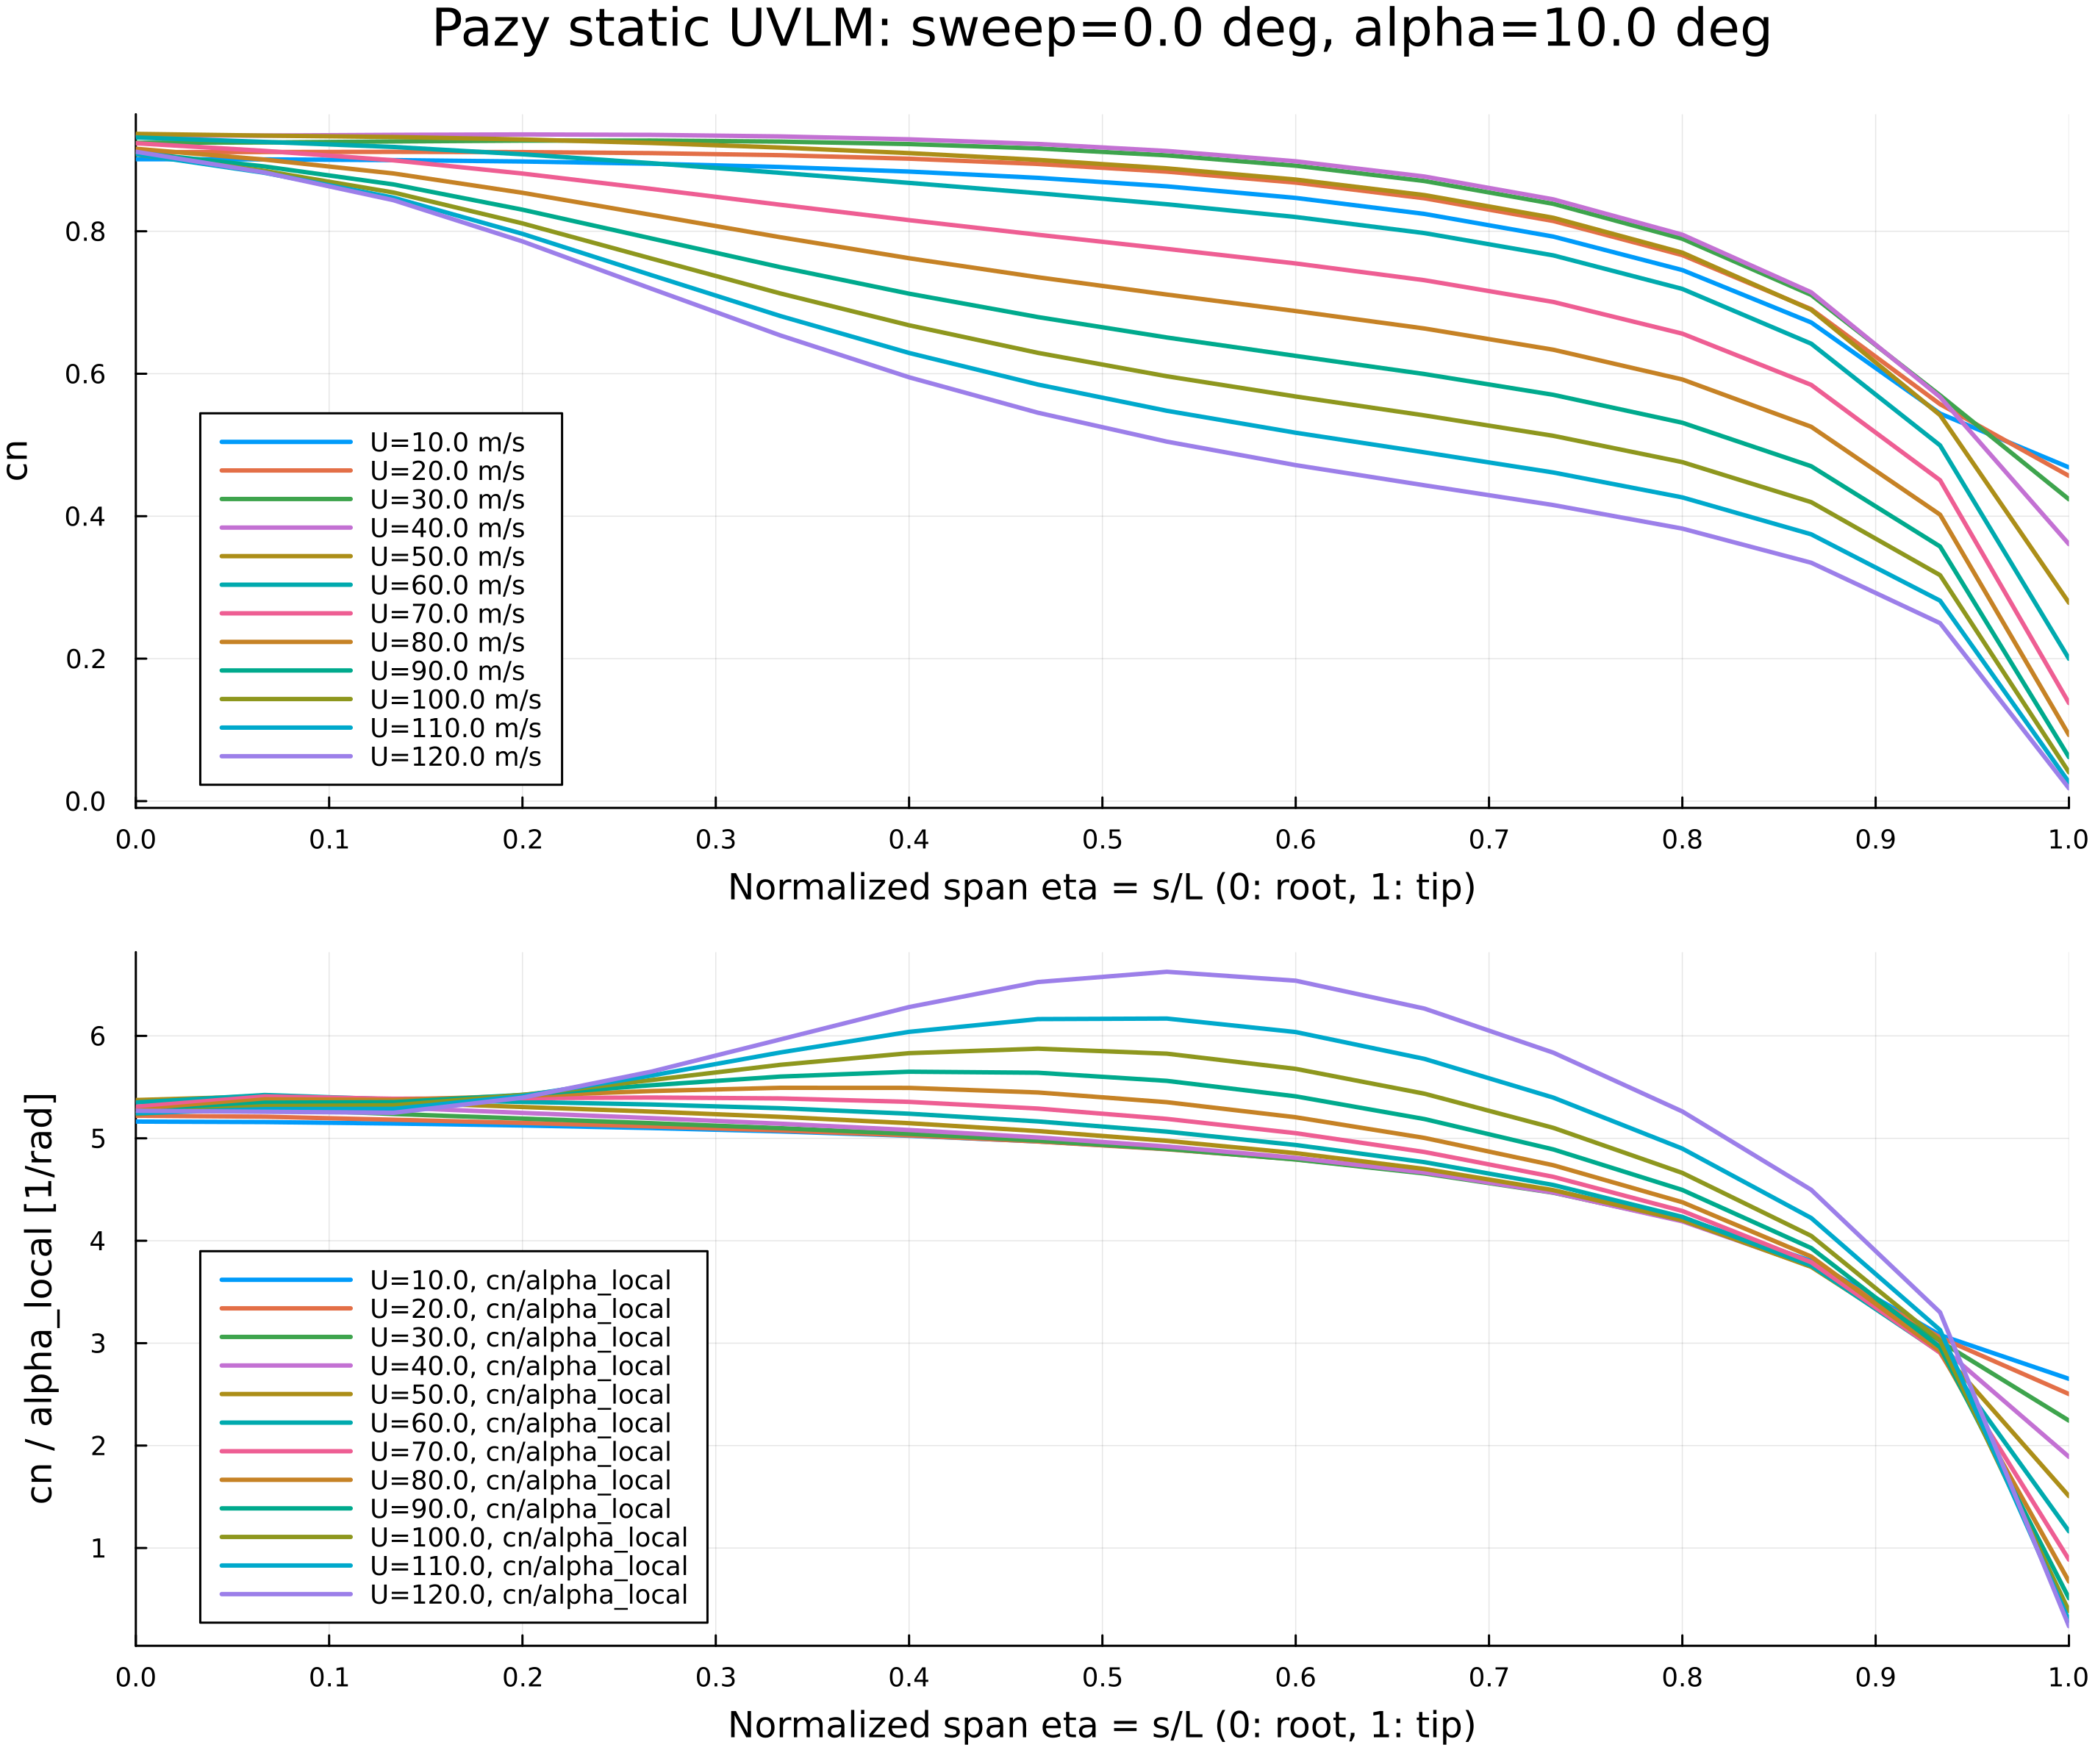 Pazy static UVLM: sweep=0.0 deg, alpha=10.0 deg
cn
0.8
0.6
0.4
0.2
0.0
U=10.0 m/s
U=20.0 m/s
U=30.0 m/s
U=40.0 m/s
U=50.0 m/s
U=60.0 m/s
U=70.0 m/s
U=80.0 m/s
U=90.0 m/s
U=100.0 m/s
U=110.0 m/s
U=120.0 m/s
0.0 0.1 0.2 0.3 0.4 0.5 0.6 0.7 0.8 0.9 1.0
Normalized span eta = s/L (0: root, 1: tip)
cn / alpha_local [1/rad]
6
5
4
3
2
1
U=10.0, cn/alpha_local
U=20.0, cn/alpha_local
U=30.0, cn/alpha_local
U=40.0, cn/alpha_local
U=50.0, cn/alpha_local
U=60.0, cn/alpha_local
U=70.0, cn/alpha_local
U=80.0, cn/alpha_local
U=90.0, cn/alpha_local
U=100.0, cn/alpha_local
U=110.0, cn/alpha_local
U=120.0, cn/alpha_local
0.0 0.1 0.2 0.3 0.4 0.5 0.6 0.7 0.8 0.9 1.0
Normalized span eta = s/L (0: root, 1: tip)